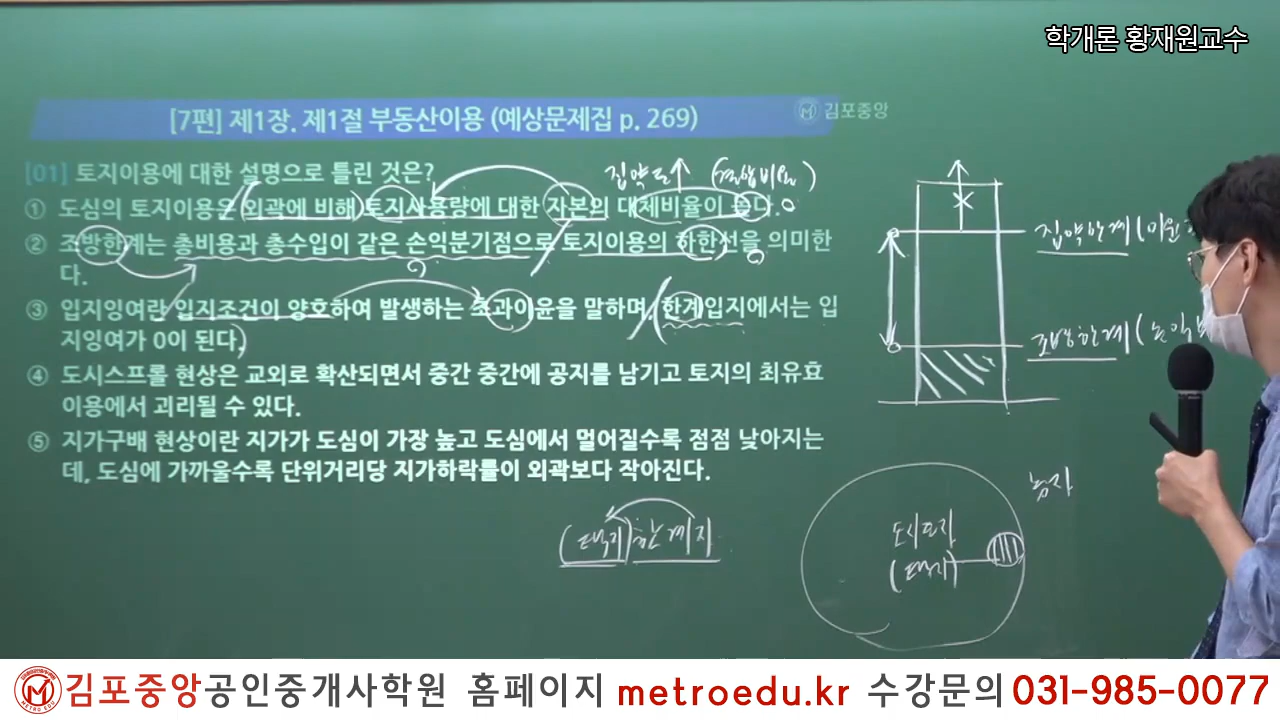 학개론 황재원교수
[7편] 제1장. 제1절 부동산이용 (예상문제집 p. 269)
김포중앙
[01] 토지이용에 대한 설명으로 틀린 것은?
① 도심의 토지이용은 외곽에 비해 토지사용량에 대한 자본의 대체비율이 크다.
② 조방한계는 총비용과 총수입이 같은 손익분기점으로 토지이용의 하한선을 의미한
다.
③ 입지잉여란 입지조건이 양호하여 발생하는 초과이윤을 말하며, 한계입지에서는 입
지잉여가 0이 된다.
④ 도시스프롤 현상은 교외로 확산되면서 중간 중간에 공지를 남기고 토지의 최유효
이용에서 괴리될 수 있다.
⑤ 지가구배 현상이란 지가가 도심이 가장 높고 도심에서 멀어질수록 점점 낮아지는
데, 도심에 가까울수록 단위거리당 지가하락률이 외곽보다 작아진다.
집약도
집약한계 (이윤
조방한계 ( 손익
(택지) 한계지
도시토지
(택지)
농지
METRO EDU
김포중앙공인중개사학원 홈페이지 metroedu.kr 수강문의 031-985-0077